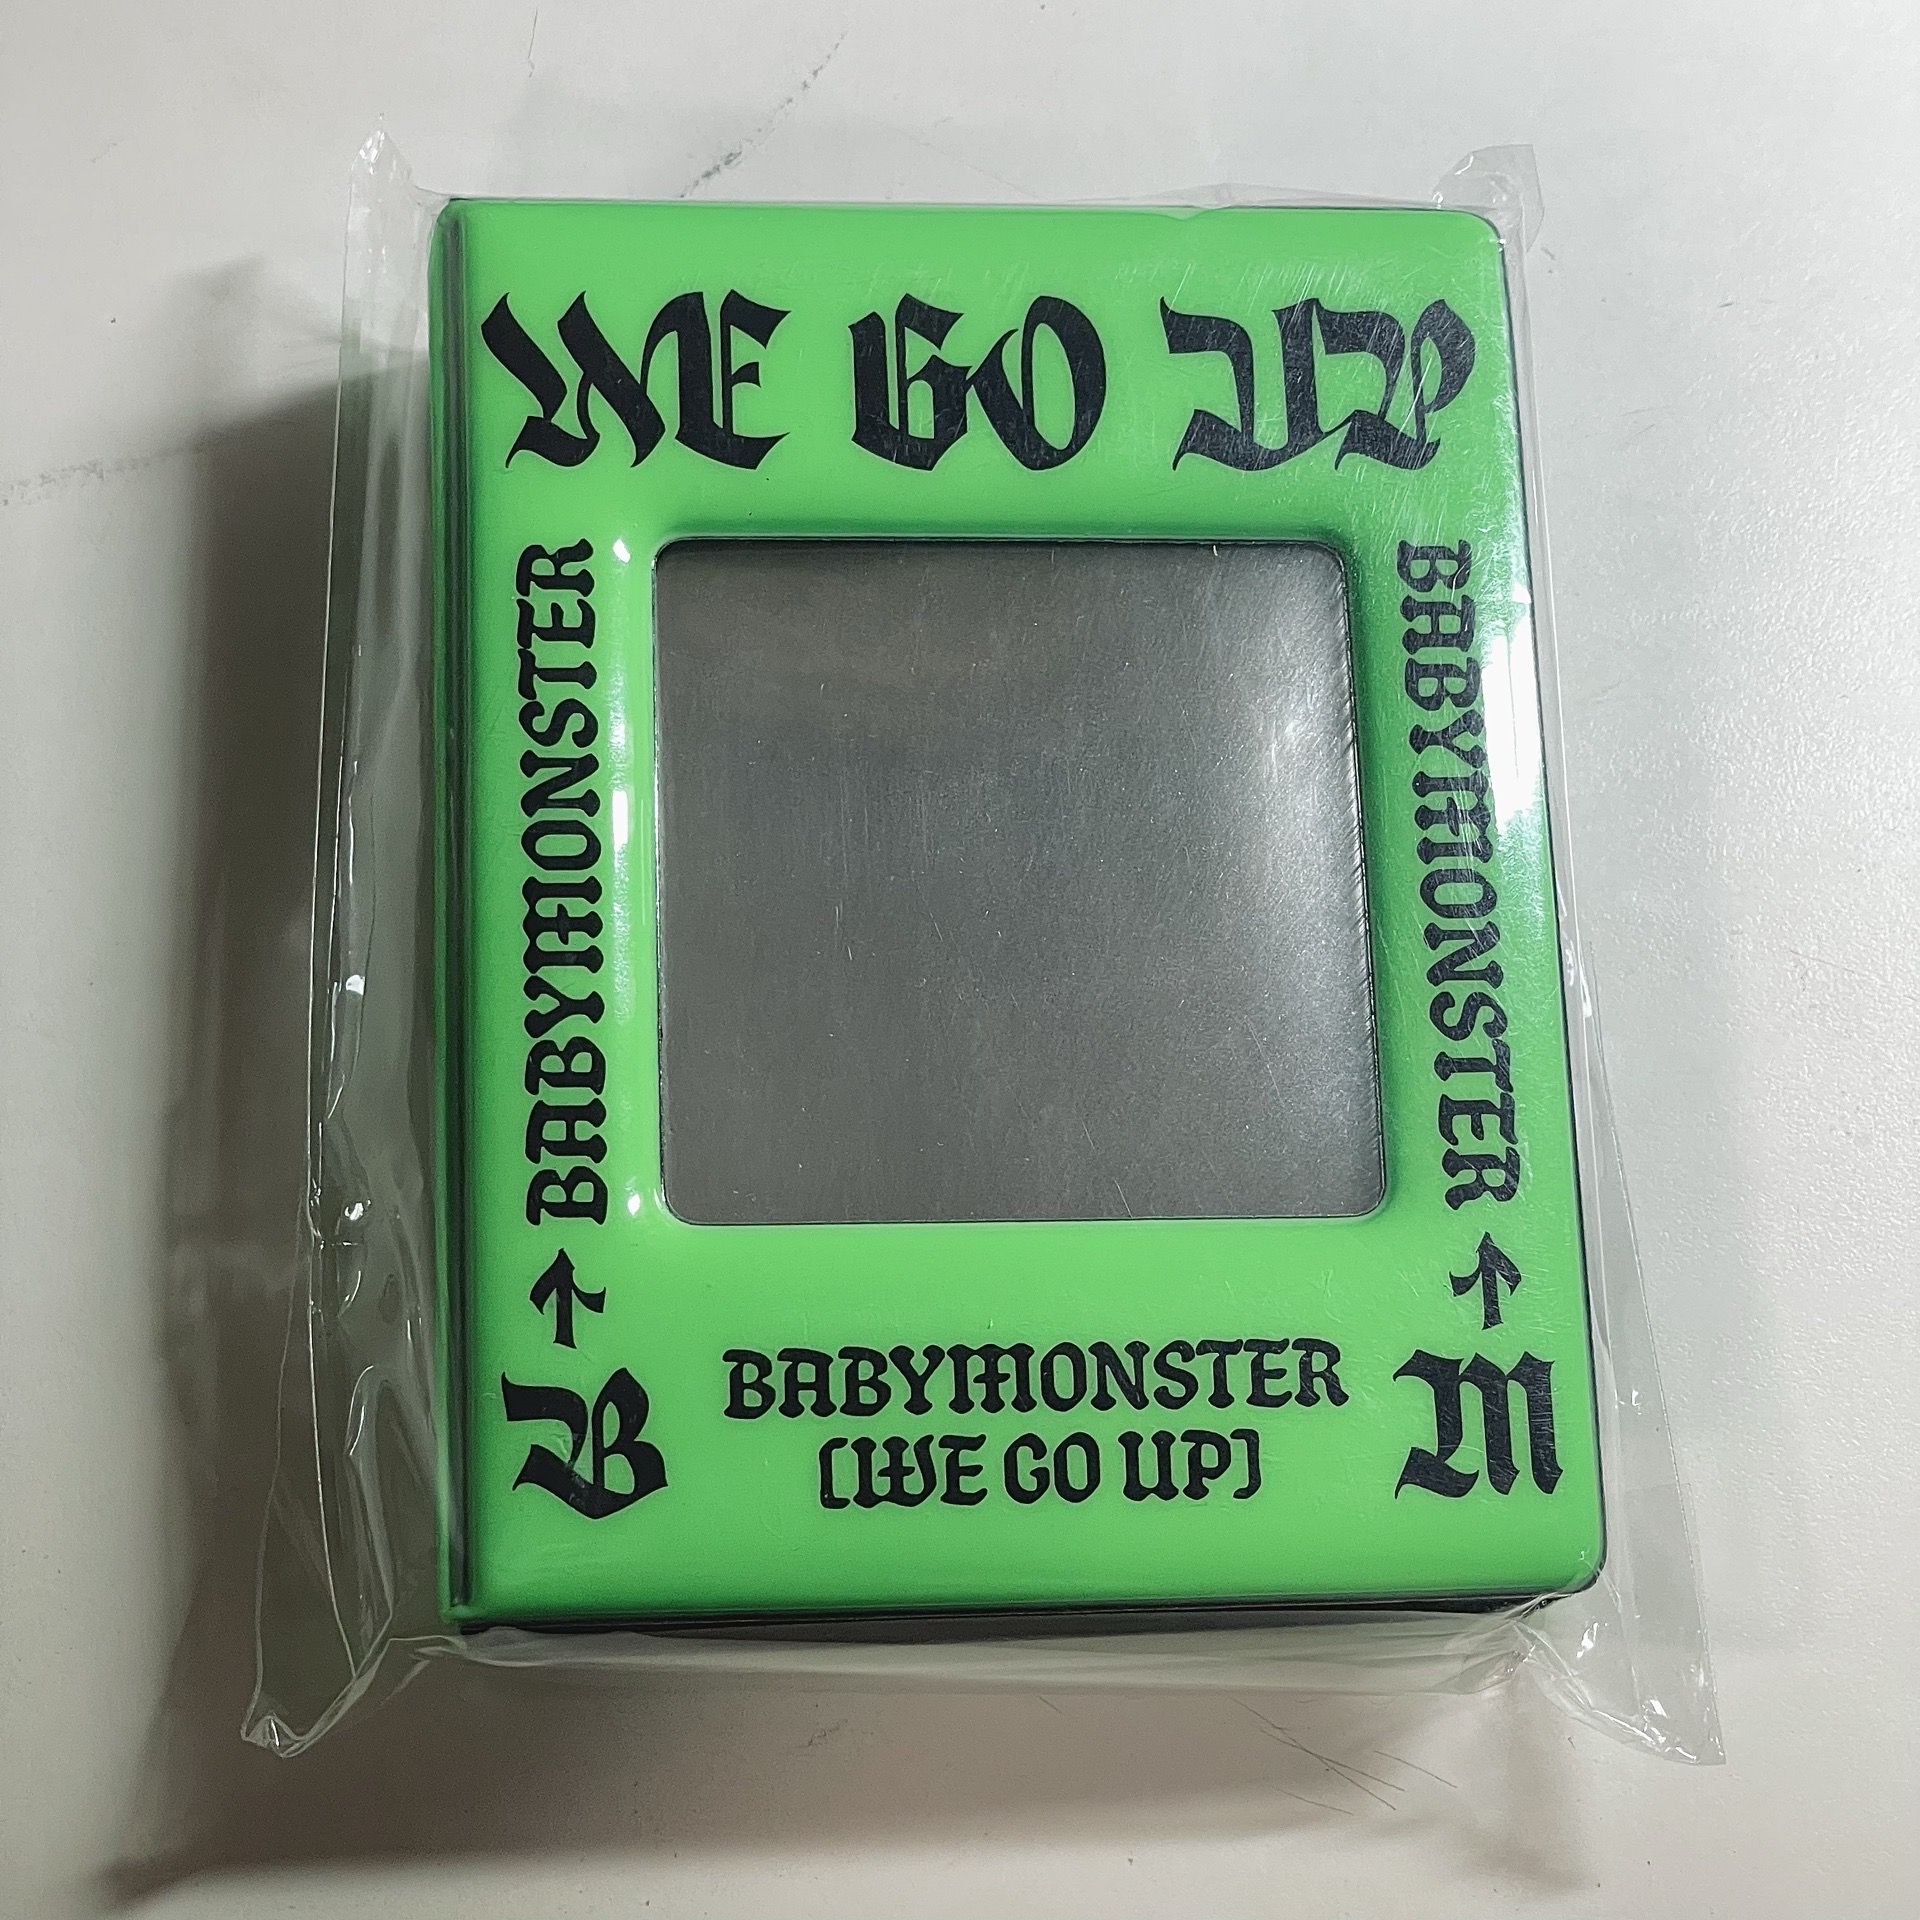 WE GO UP
BABYMONSTER
BABYMONSTER →
B → BABYMONSTER
[WE GO UP]
M